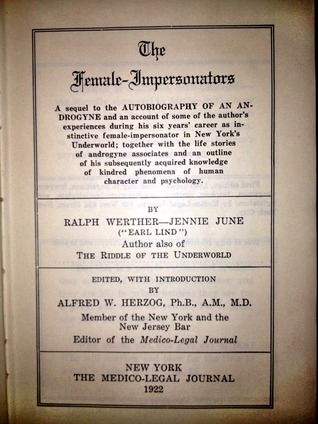 The
Female-Impersonators
A sequel to the AUTOBIOGRAPHY OF AN AN-
DROGYNE and an account of some of the author's
experiences during his six years' career as in-
stinctive female-impersonator in New York's
Underworld; together with the life stories
of androgyne associates and an outline
of his subsequently acquired knowledge
of kindred phenomena of human
character and psychology.
BY
RALPH WERTHER—JENNIE JUNE
("EARL LIND")
Author also of
THE RIDDLE OF THE UNDERWORLD
EDITED, WITH INTRODUCTION
BY
ALFRED W. HERZOG, Ph.B., A.M., M.D.
Member of the New York and the
New Jersey Bar
Editor of the Medico-Legal Journal
NEW YORK
THE MEDICO-LEGAL JOURNAL
1922